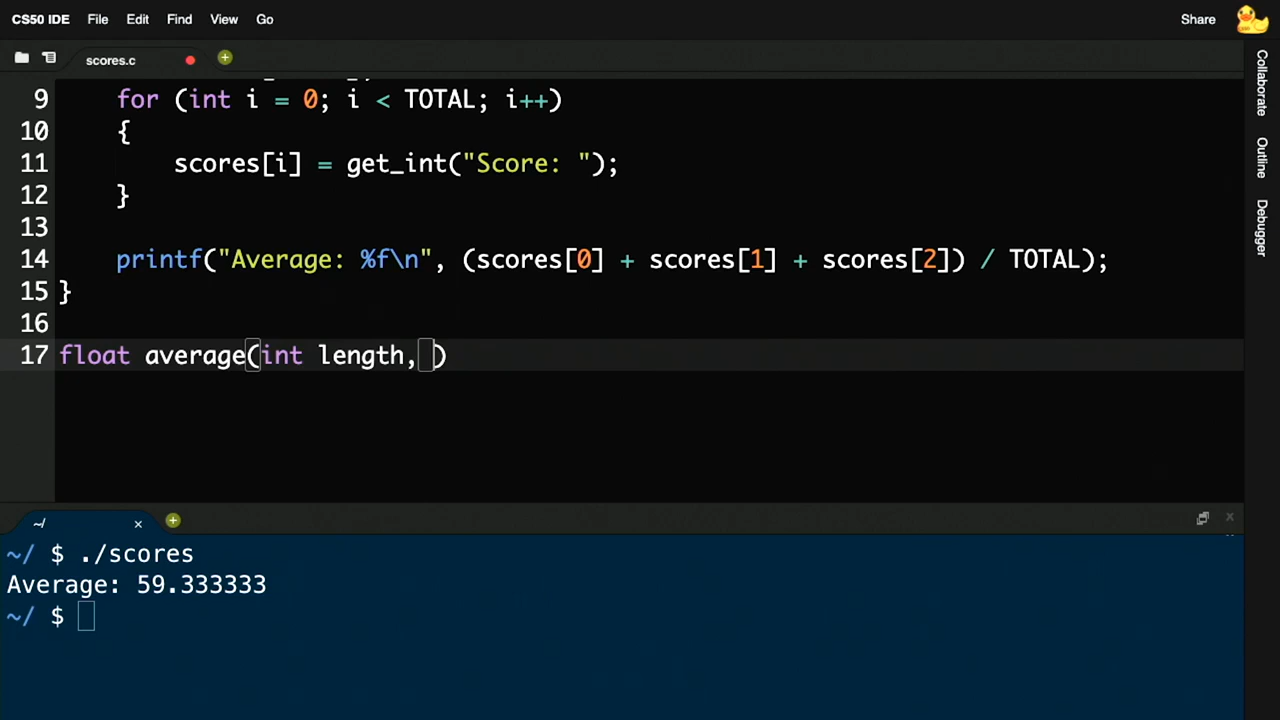 CS50 IDE File Edit Find View Go Share
scores.c
9 for (int i = 0; i < TOTAL; i++)
10 {
11 scores[i] = get_int("Score: ");
12 }
13
14 printf("Average: %f\n", (scores[0] + scores[1] + scores[2]) / TOTAL);
15 }
16
17 float average(int length, )
~/
~/ $ ./scores
Average: 59.333333
~/ $
Collaborate
Outline
Debugger